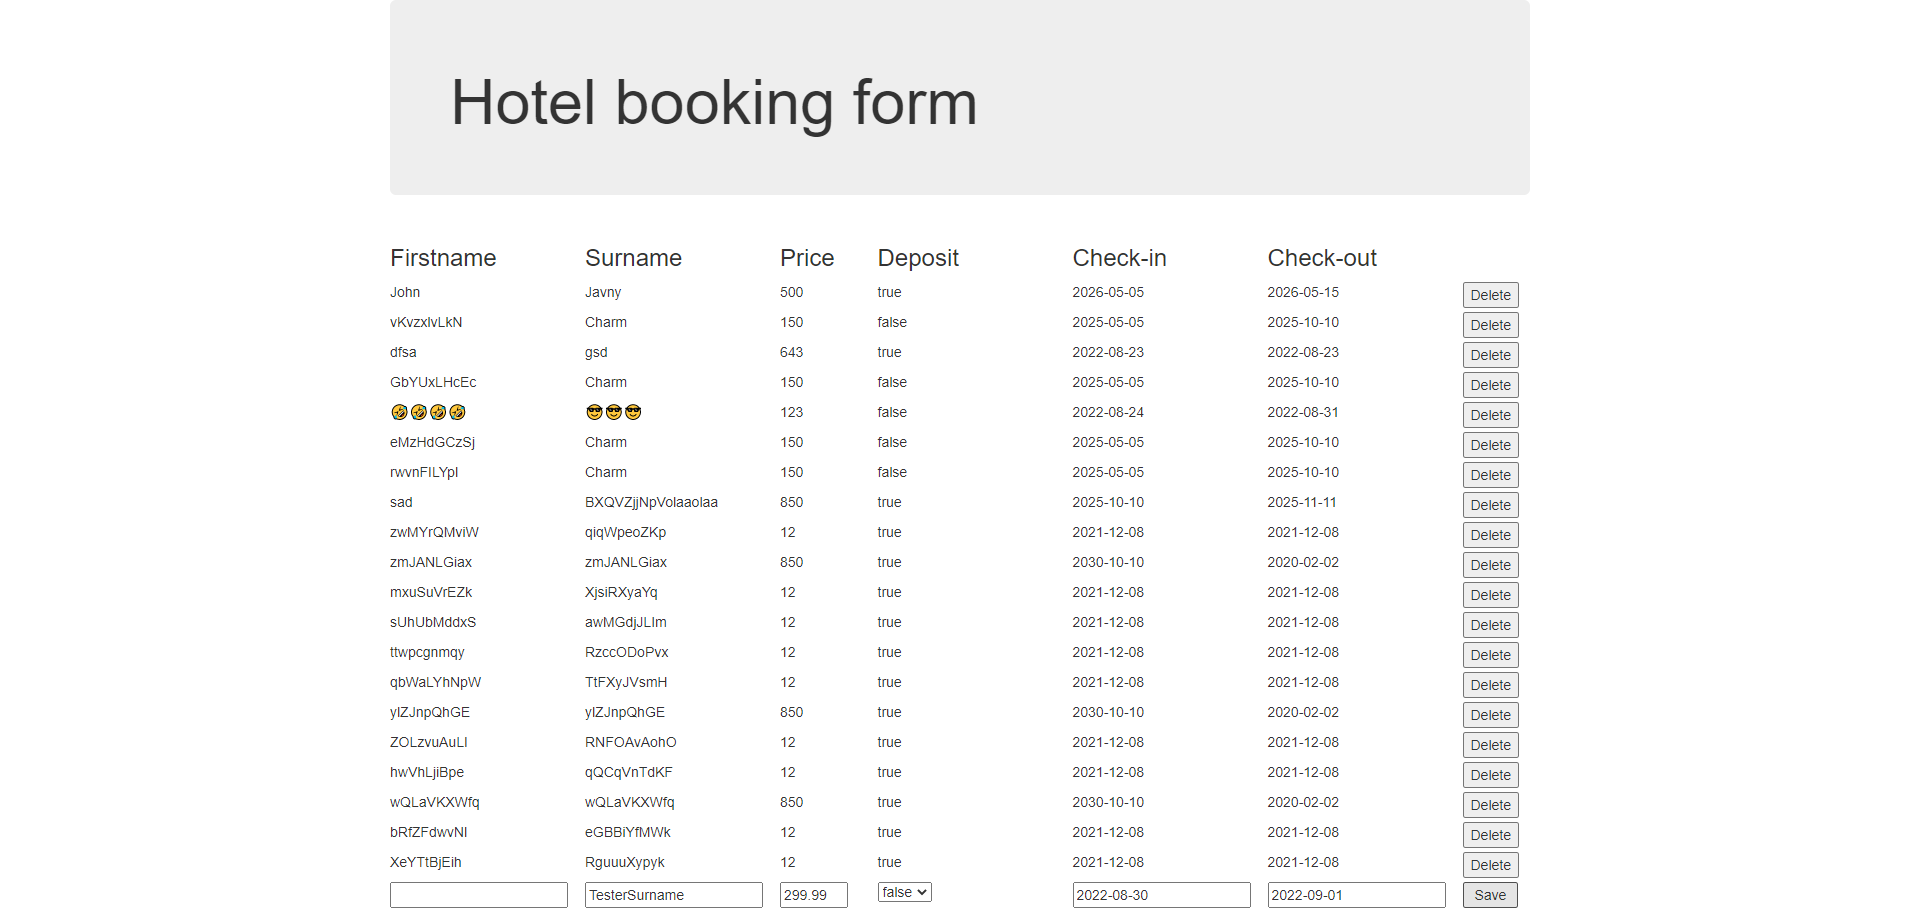 Hotel booking form
Firstname Surname Price Deposit Check-in Check-out
John Javny 500 true 2026-05-05 2026-05-15 Delete
vKvzxIvLkN Charm 150 false 2025-05-05 2025-10-10 Delete
dfsa gsd 643 true 2022-08-23 2022-08-23 Delete
GbYUxLHcEc Charm 150 false 2025-05-05 2025-10-10 Delete
🤣🤣🤣🤣 😎😎😎 123 false 2022-08-24 2022-08-31 Delete
eMzHdGCzSj Charm 150 false 2025-05-05 2025-10-10 Delete
rwvnFILYpI Charm 150 false 2025-05-05 2025-10-10 Delete
sad BXQVZjjNpVolaaolaa 850 true 2025-10-10 2025-11-11 Delete
zwMYrQMviW qiqWpeoZKp 12 true 2021-12-08 2021-12-08 Delete
zmJANLGiax zmJANLGiax 850 true 2030-10-10 2020-02-02 Delete
mxuSuVrEZk XjsiRXyaYq 12 true 2021-12-08 2021-12-08 Delete
sUhUbMddxS awMGdjJLIm 12 true 2021-12-08 2021-12-08 Delete
ttwpcgnmqy RzccODoPvx 12 true 2021-12-08 2021-12-08 Delete
qbWaLYhNpW TtFXyJVsmH 12 true 2021-12-08 2021-12-08 Delete
yIZJnpQhGE yIZJnpQhGE 850 true 2030-10-10 2020-02-02 Delete
ZOLzvuAuLI RNFOAvAohO 12 true 2021-12-08 2021-12-08 Delete
hwVhLjiBpe qQCqVnTdKF 12 true 2021-12-08 2021-12-08 Delete
wQLaVKXWfq wQLaVKXWfq 850 true 2030-10-10 2020-02-02 Delete
bRfZFdwvNI eGBBiYfMWk 12 true 2021-12-08 2021-12-08 Delete
XeYTtBjEih RguuuXypyk 12 true 2021-12-08 2021-12-08 Delete
TesterSurname 299.99 false 2022-08-30 2022-09-01 Save